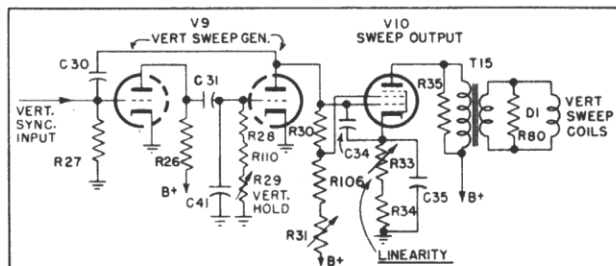 V9
VERT SWEEP GEN.
V10
SWEEP OUTPUT
C30
C31
T15
R35
VERT.
SYNC.
INPUT
R27
R26
B+
C41
R28
R110
R29
VERT.
HOLD
R30
C34
R106
R31
B+
R33
R34
C35
LINEARITY
B+
D1
R80
VERT
SWEEP
COILS